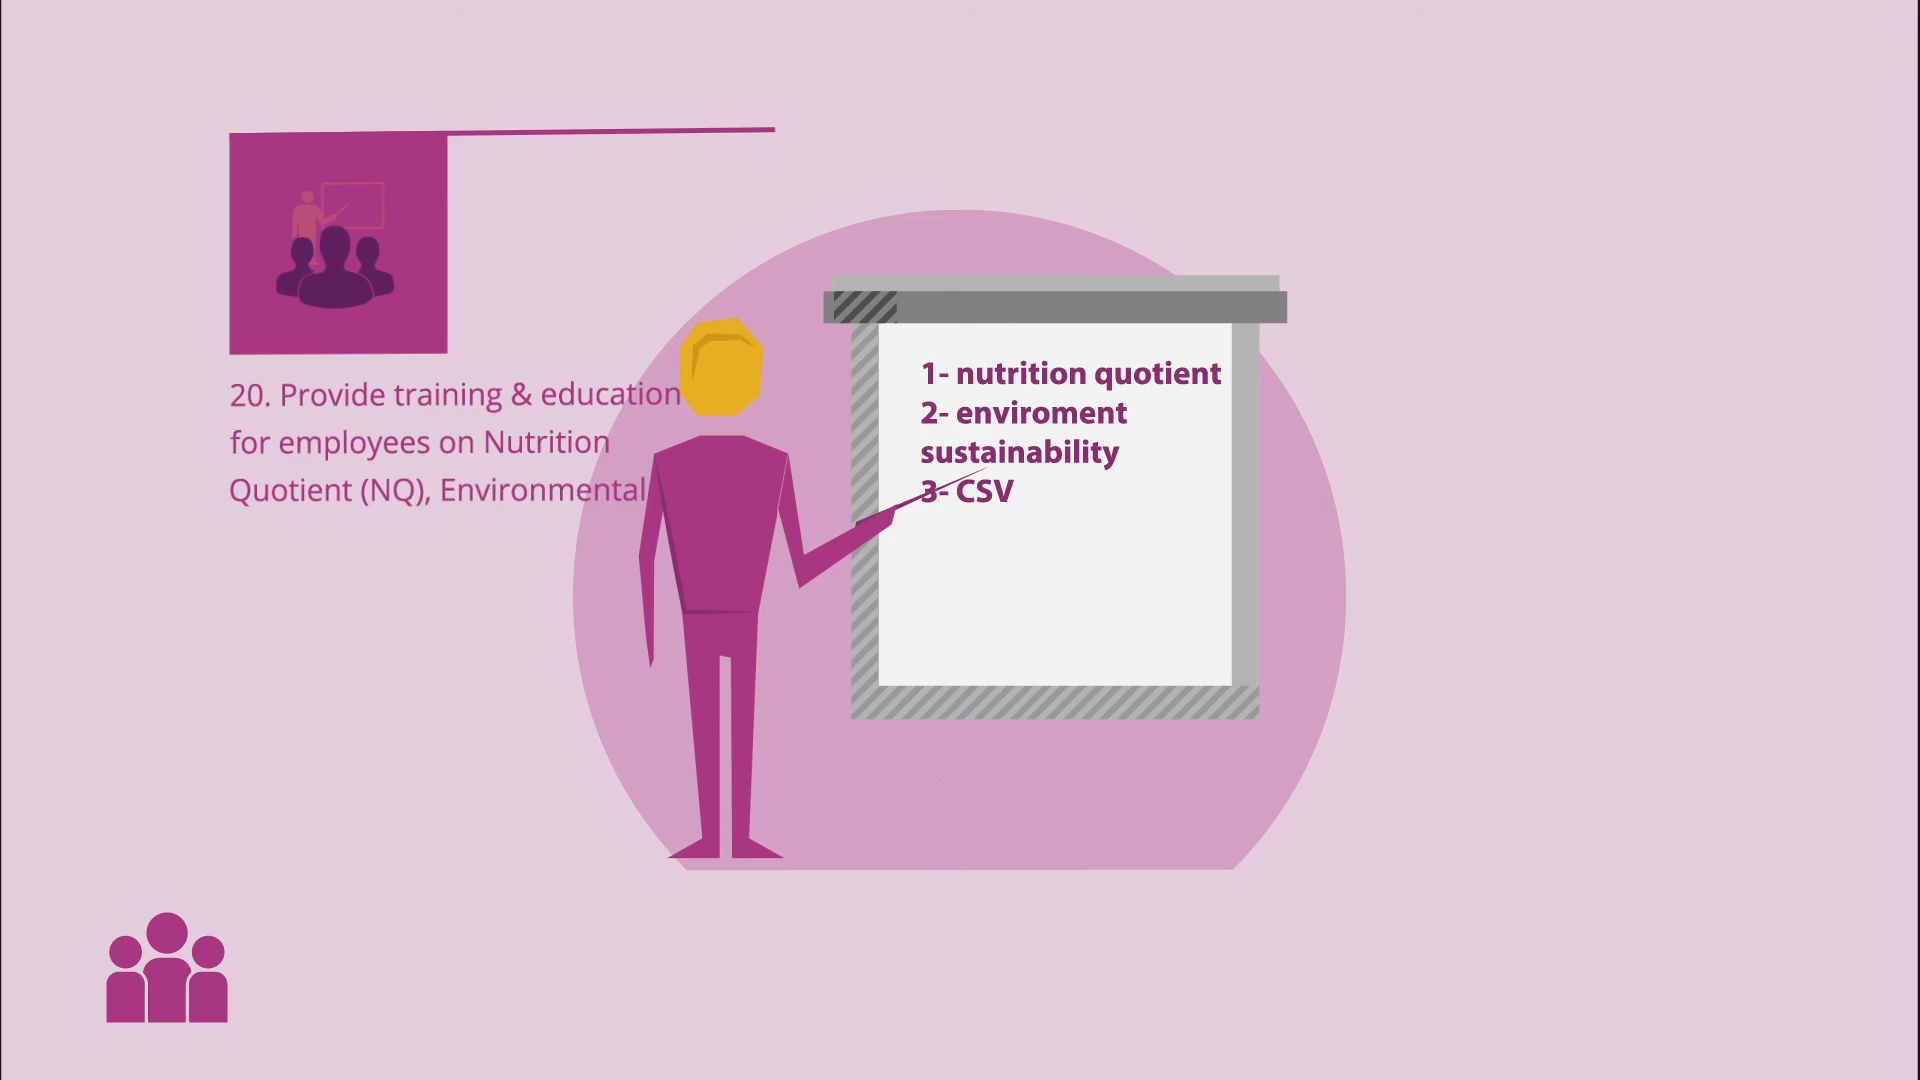 20. Provide training & education
for employees on Nutrition
Quotient (NQ), Environmental
1- nutrition quotient
2- enviroment
sustainability
3- CSV